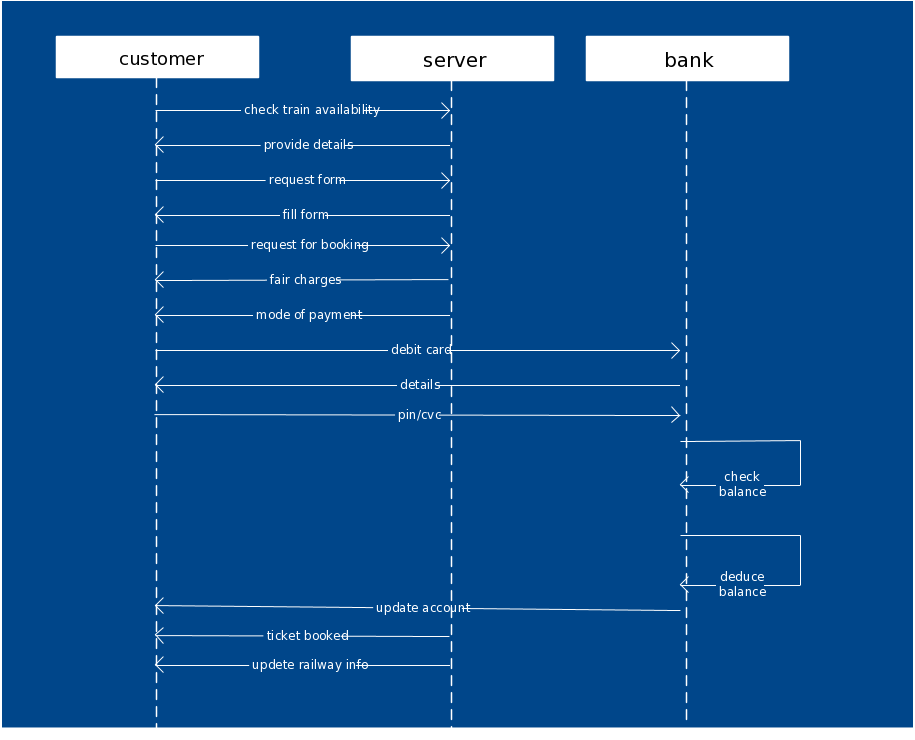 customer
server
bank
check train availability
provide details
request form
fill form
request for booking
fair charges
mode of payment
debit card
details
pin/cvc
check
balance
deduce
balance
update account
ticket booked
updete railway info